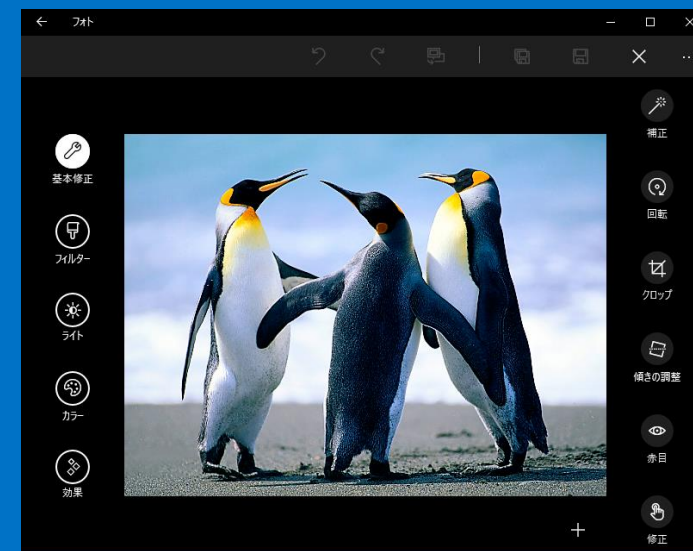 フォト
基本修正
フィルター
ライト
カラー
効果
補正
回転
クロップ
傾きの調整
赤目
修正